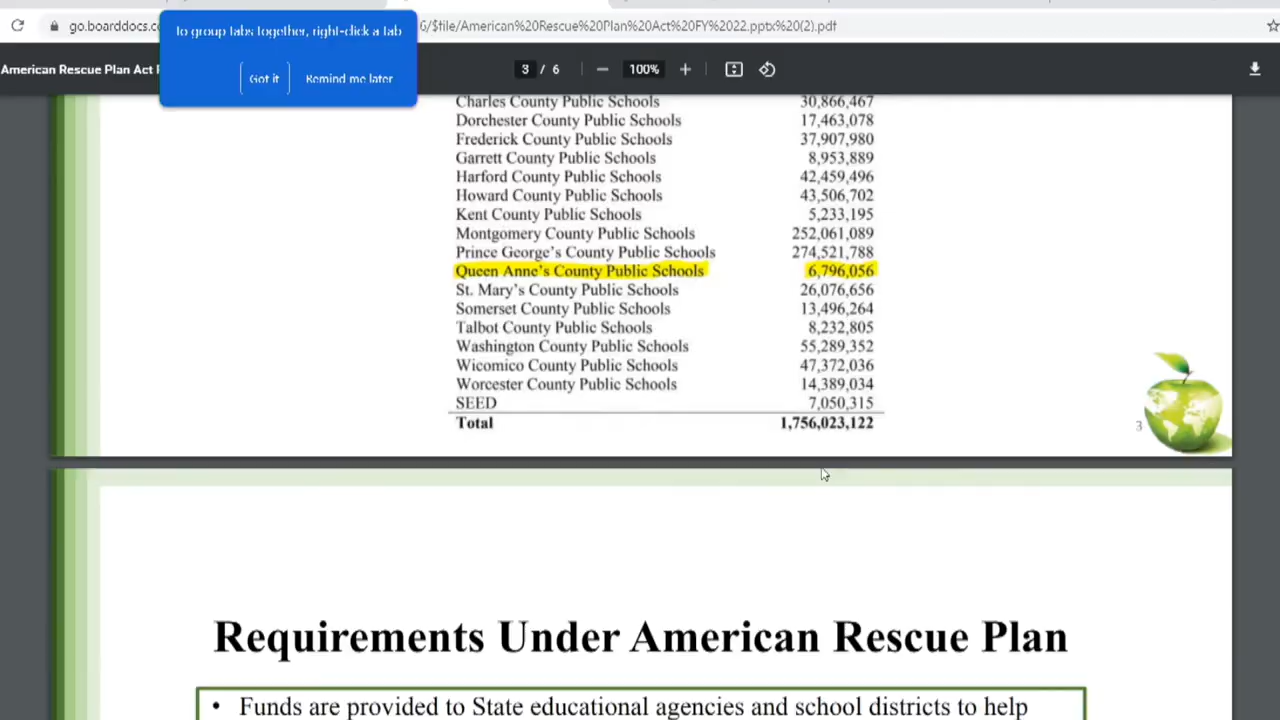 to group tabs together, right-click a tab
Got it
Remind me later
go.boarddocs.c
6/$file/American%20Rescue%20Plan%20Act%20FY%2022.pptx%20(2).pdf
American Rescue Plan Act F
3 / 6
100%
Charles County Public Schools 30,866,467
Dorchester County Public Schools 17,463,078
Frederick County Public Schools 37,907,980
Garrett County Public Schools 8,953,889
Harford County Public Schools 42,459,496
Howard County Public Schools 43,506,702
Kent County Public Schools 5,233,195
Montgomery County Public Schools 252,061,089
Prince George's County Public Schools 274,521,788
Queen Anne's County Public Schools 6,796,056
St. Mary's County Public Schools 26,076,656
Somerset County Public Schools 13,496,264
Talbot County Public Schools 8,232,805
Washington County Public Schools 55,289,352
Wicomico County Public Schools 47,372,036
Worcester County Public Schools 14,389,034
SEED 7,050,315
Total 1,756,023,122
3
Requirements Under American Rescue Plan
• Funds are provided to State educational agencies and school districts to help